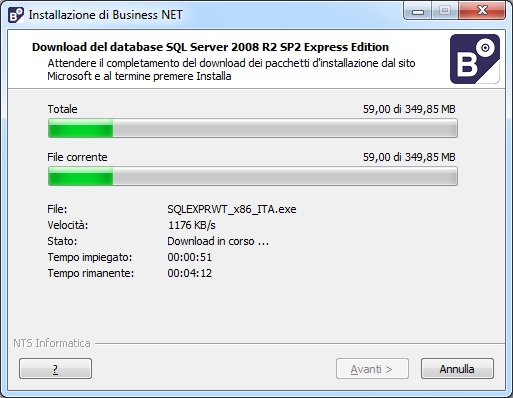 Installazione di Business NET
Download del database SQL Server 2008 R2 SP2 Express Edition
Attendere il completamento del download dei pacchetti d'installazione dal sito
Microsoft e al termine premere Installa
B
Totale 59,00 di 349,85 MB
File corrente 59,00 di 349,85 MB
File: SQLEXPRWT_x86_ITA.exe
Velocità: 1176 KB/s
Stato: Download in corso ...
Tempo impiegato: 00:00:51
Tempo rimanente: 00:04:12
NTS Informatica
? Avanti > Annulla